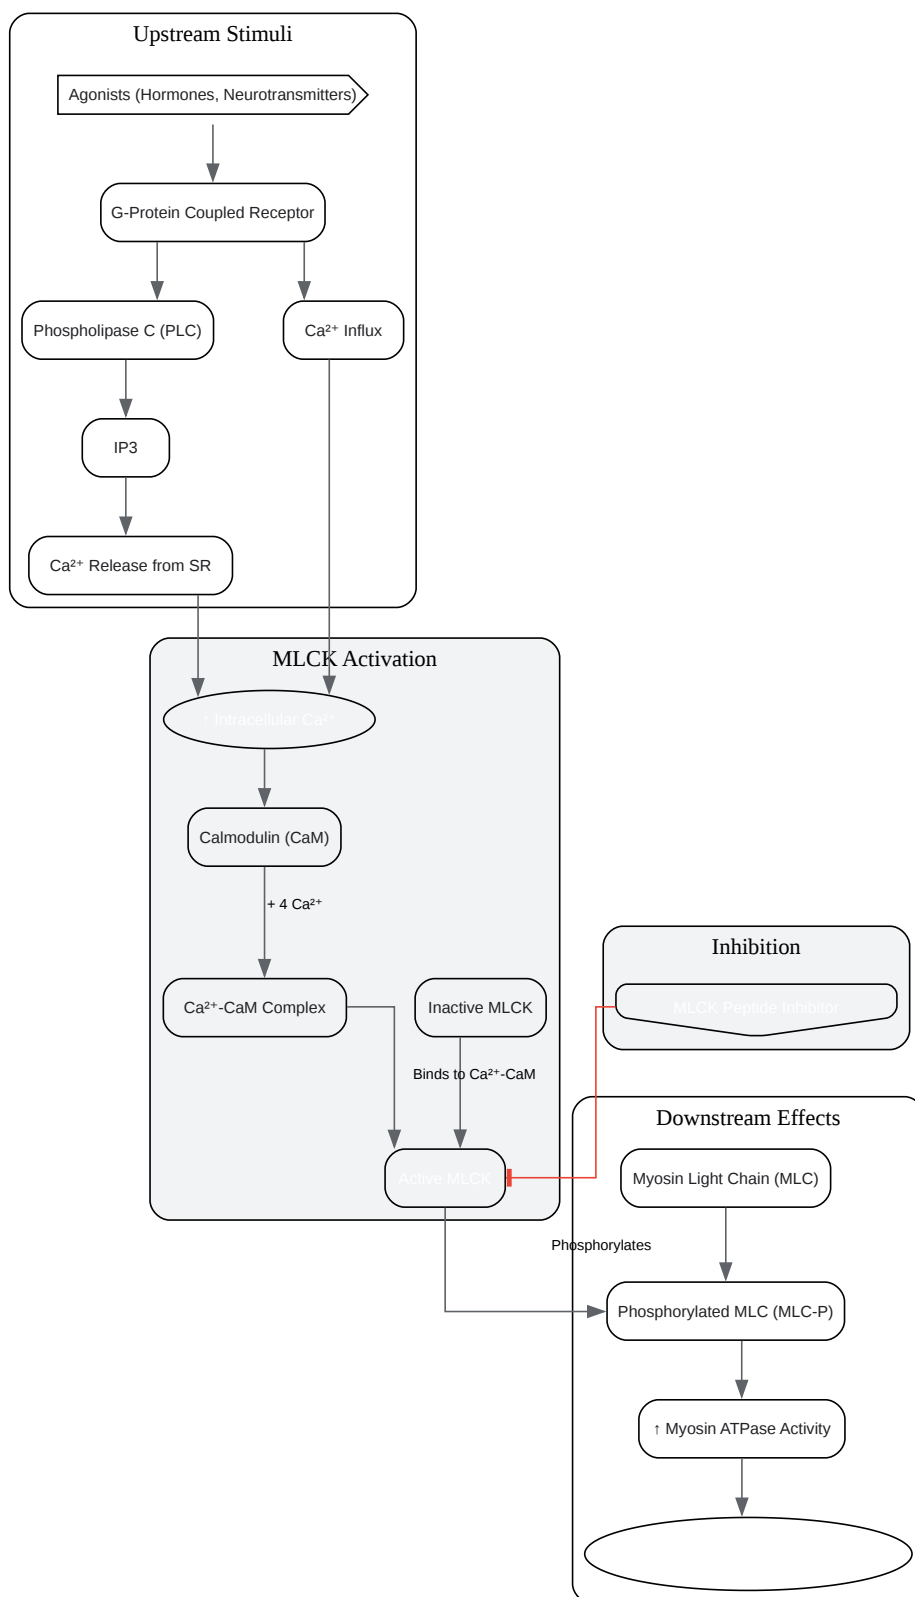 Upstream Stimuli
Agonists (Hormones, Neurotransmitters)
G-Protein Coupled Receptor
Phospholipase C (PLC)
Ca²⁺ Influx
IP3
Ca²⁺ Release from SR
MLCK Activation
↑ Intracellular Ca²⁺
Calmodulin (CaM)
+ 4 Ca²⁺
Ca²⁺-CaM Complex
Inactive MLCK
Binds to Ca²⁺-CaM
Active MLCK
Inhibition
MLCK Peptide Inhibitor
Downstream Effects
Myosin Light Chain (MLC)
Phosphorylates
Phosphorylated MLC (MLC-P)
↑ Myosin ATPase Activity